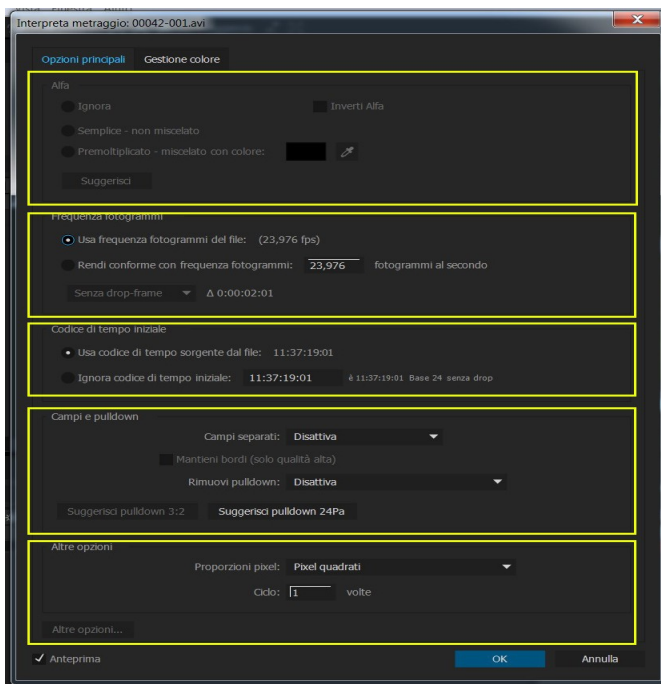 Interpreta metraggio: 00042-001.avi
Opzioni principali Gestione colore
Alfa
Ignora Inverti Alfa
Semplice - non miscelato
Premoltiplicato - miscelato con colore:
Suggerisci
Frequenza fotogrammi
Usa frequenza fotogrammi del file: (23,976 fps)
Rendi conforme con frequenza fotogrammi: 23,976 fotogrammi al secondo
Senza drop-frame Δ 0:00:02:01
Codice di tempo iniziale
Usa codice di tempo sorgente dal file: 11:37:19:01
Ignora codice di tempo iniziale: 11:37:19:01 è 11:37:19:01 Base 24 senza drop
Campi e pulldown
Campi separati: Disattiva
Mantieni bordi (solo qualità alta)
Rimuovi pulldown: Disattiva
Suggerisci pulldown 3:2 Suggerisci pulldown 24Pa
Altre opzioni
Proporzioni pixel: Pixel quadrati
Ciclo: 1 volte
Altre opzioni...
Anteprima OK Annulla